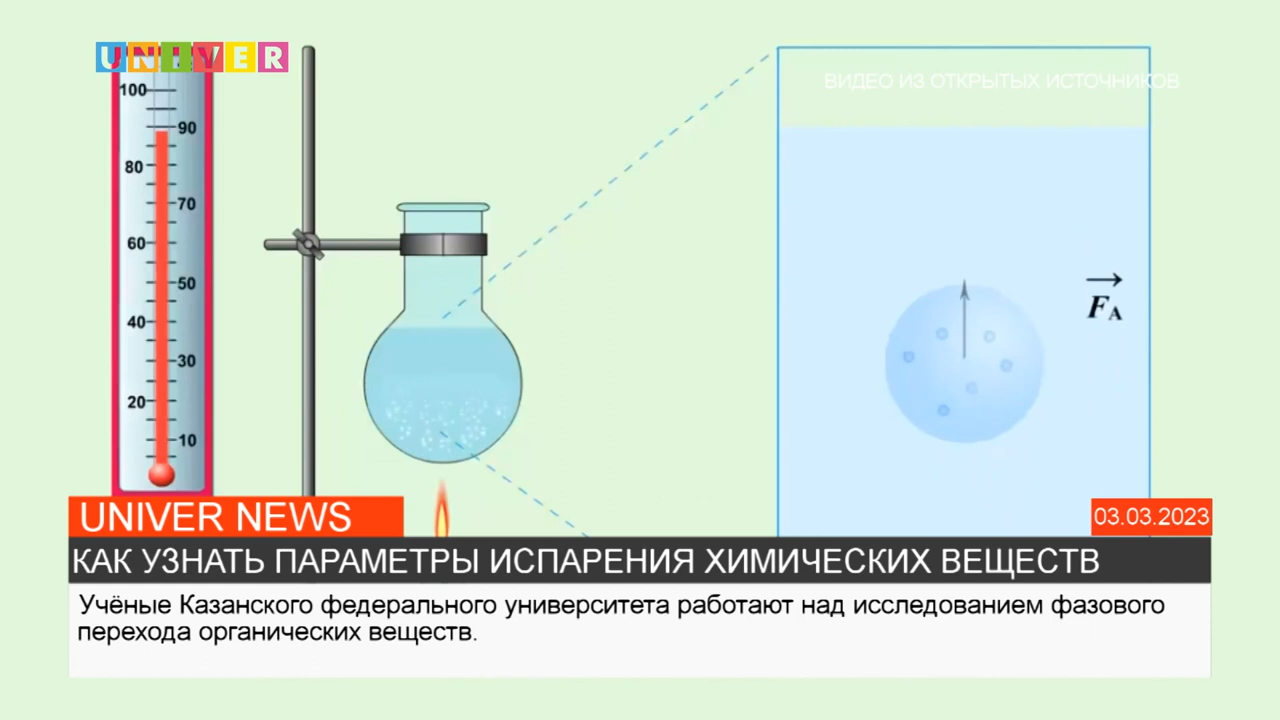 UNIVER
ВИДЕО ИЗ ОТКРЫТЫХ ИСТОЧНИКОВ
100
90
80
70
60
50
40
30
20
10
F_A
UNIVER NEWS
03.03.2023
КАК УЗНАТЬ ПАРАМЕТРЫ ИСПАРЕНИЯ ХИМИЧЕСКИХ ВЕЩЕСТВ
Учёные Казанского федерального университета работают над исследованием фазового
перехода органических веществ.